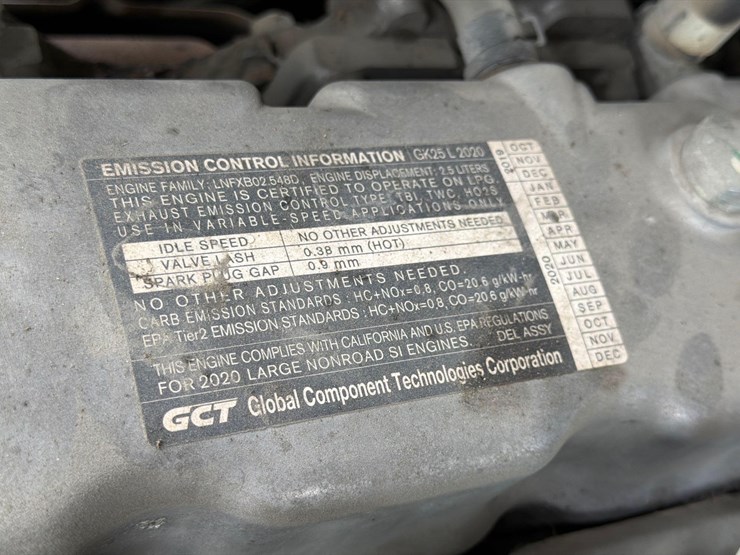 EMISSION CONTROL INFORMATION GK25 L 2020
ENGINE FAMILY: LNFXB02.54BD, ENGINE DISPLACEMENT: 2.5 LITERS
THIS ENGINE IS CERTIFIED TO OPERATE ON LPG
EXHAUST EMISSION CONTROL TYPE: TBI, TWC, HO2S
USE IN VARIABLE-SPEED APPLICATIONS ONLY
IDLE SPEED NO OTHER ADJUSTMENTS NEEDED
VALVE LASH 0.38 mm (HOT)
SPARK PLUG GAP 0.9 mm
NO OTHER ADJUSTMENTS NEEDED.
CARB EMISSION STANDARDS : HC+NOx=0.8, CO=20.6 g/kW-hr
EPA Tier2 EMISSION STANDARDS : HC+NOx=0.8, CO=20.6 g/kW-hr
THIS ENGINE COMPLIES WITH CALIFORNIA AND U.S. EPA REGULATIONS
FOR 2020 LARGE NONROAD SI ENGINES. DEL ASSY
GCT Global Component Technologies Corporation
2019
OCT
NOV
DEC
2020
JAN
FEB
MAR
APR
MAY
JUN
JUL
AUG
SEP
OCT
NOV
DEC